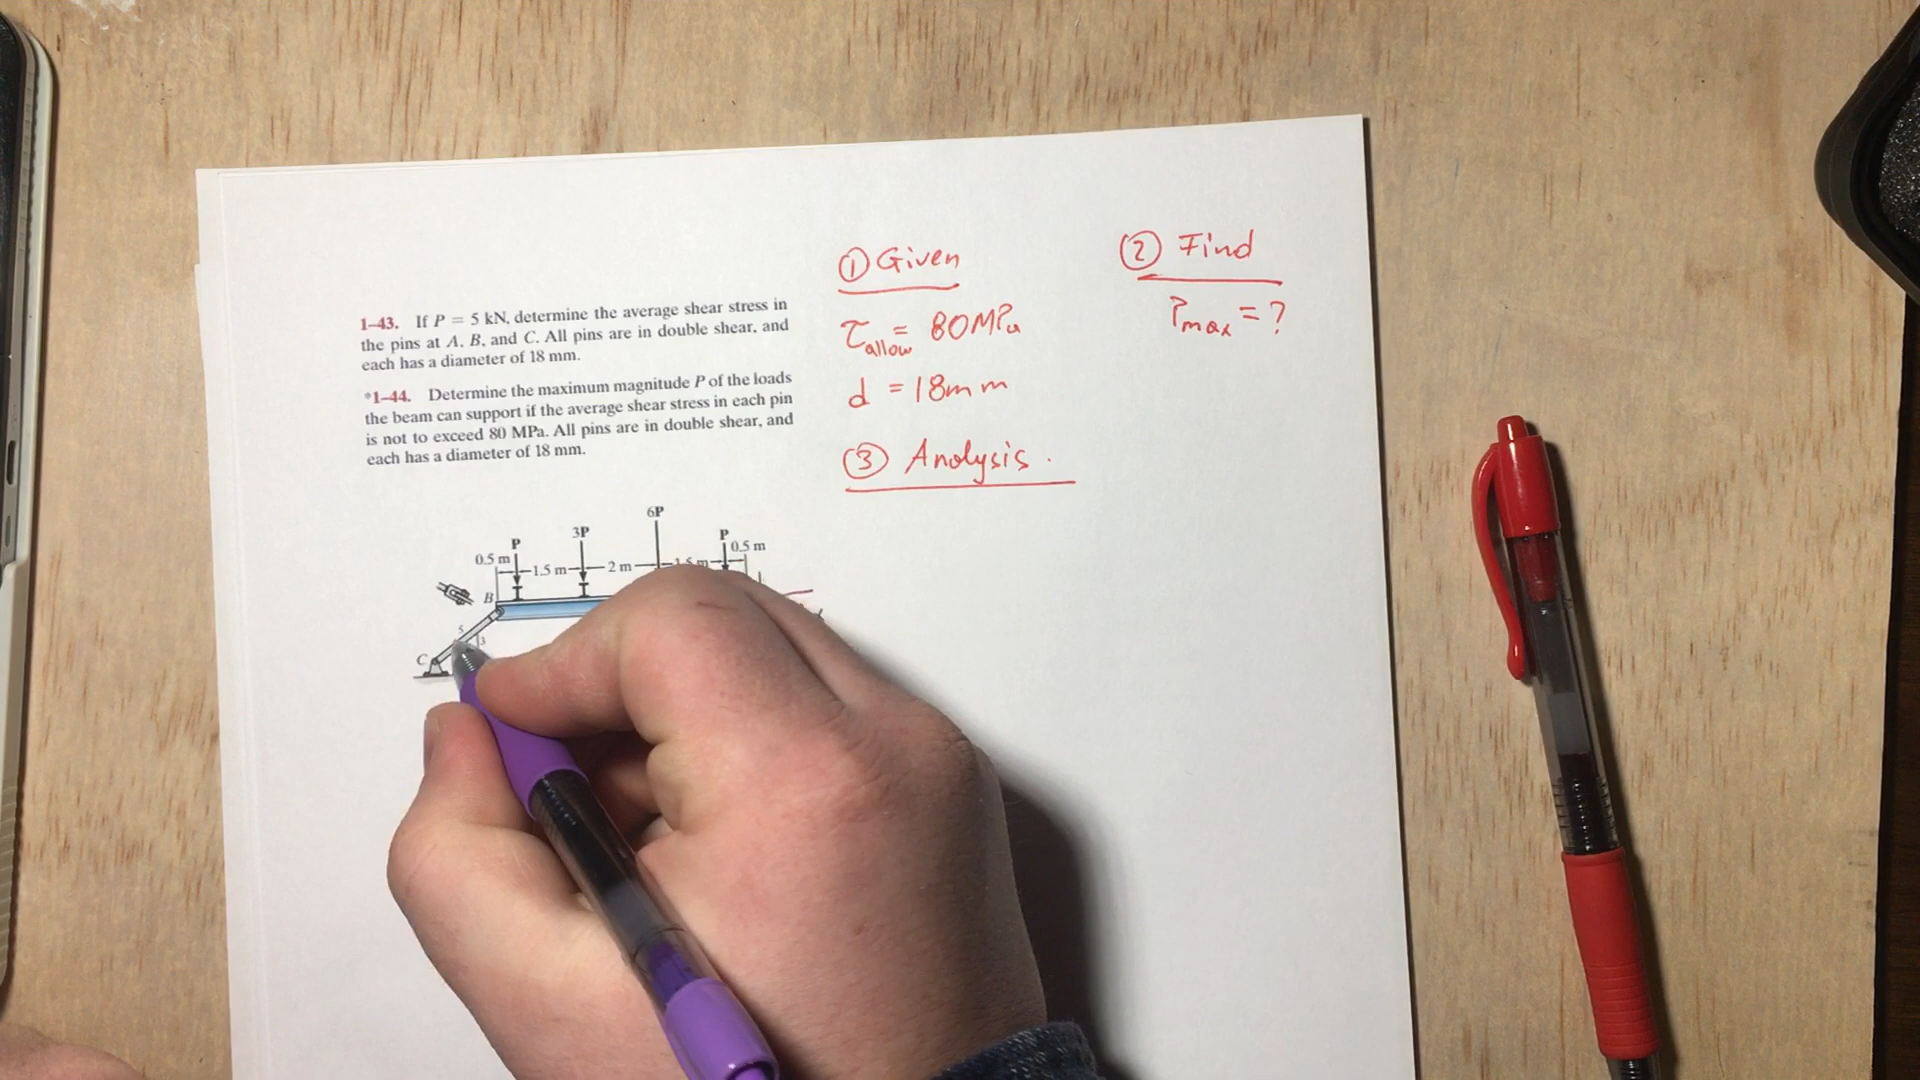 1–43. If P = 5 kN, determine the average shear stress in
the pins at A, B, and C. All pins are in double shear, and
each has a diameter of 18 mm.
*1–44. Determine the maximum magnitude P of the loads
the beam can support if the average shear stress in each pin
is not to exceed 80 MPa. All pins are in double shear, and
each has a diameter of 18 mm.
① Given
τallow = 80MPa
d = 18mm
② Find
Pmax = ?
③ Analysis.
6P
3P
P
P
0.5 m
1.5 m
2 m
1.5 m
0.5 m
B
5
3
C